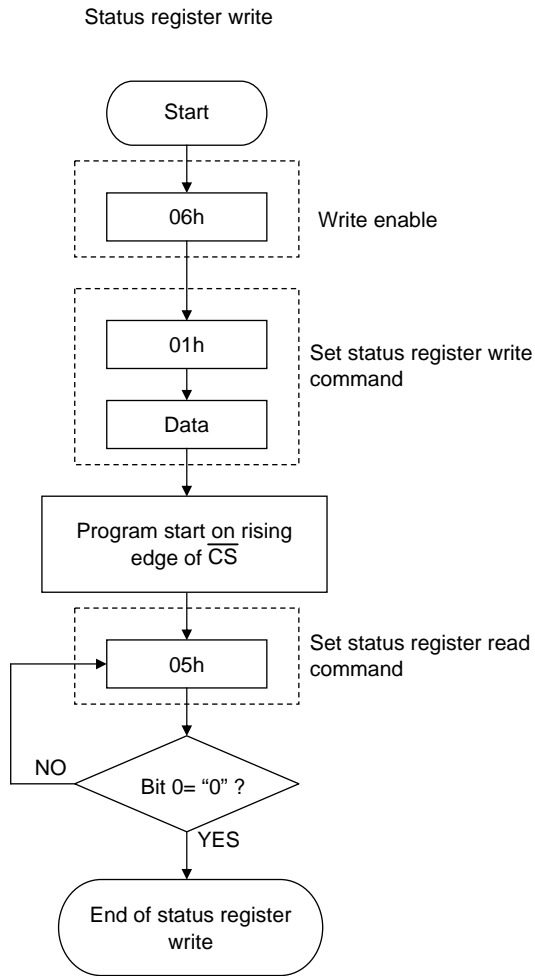 Status register write
Start
06h
Write enable
01h
Set status register write
command
Data
Program start on rising
edge of C̅S̅
05h
Set status register read
command
NO
Bit 0= “0” ?
YES
End of status register
write